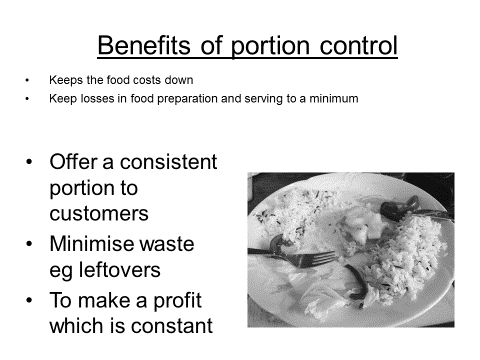 Benefits of portion control
• Keeps the food costs down
• Keep losses in food preparation and serving to a minimum
• Offer a consistent
portion to
customers
• Minimise waste
eg leftovers
• To make a profit
which is constant